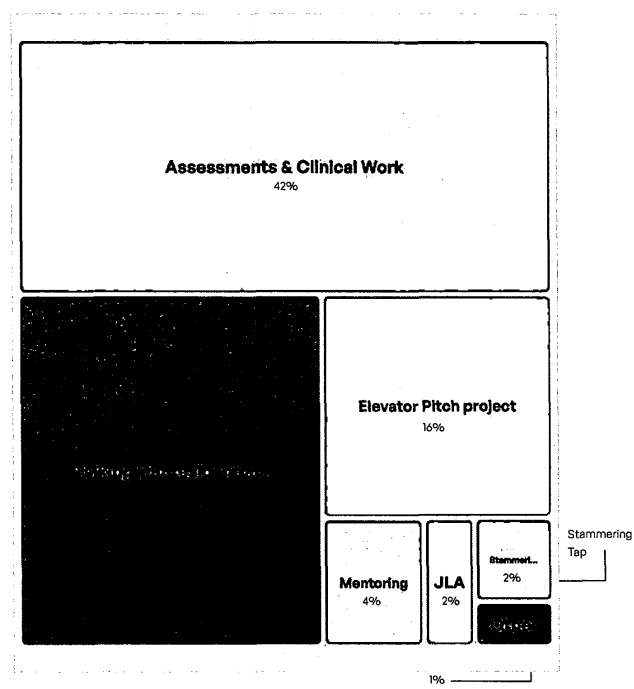 Assessments & Clinical Work
42%
Elevator Pitch project
16%
Mentoring
4%
JLA
2%
Stammeri...
2%
Stammering
Tap
1%